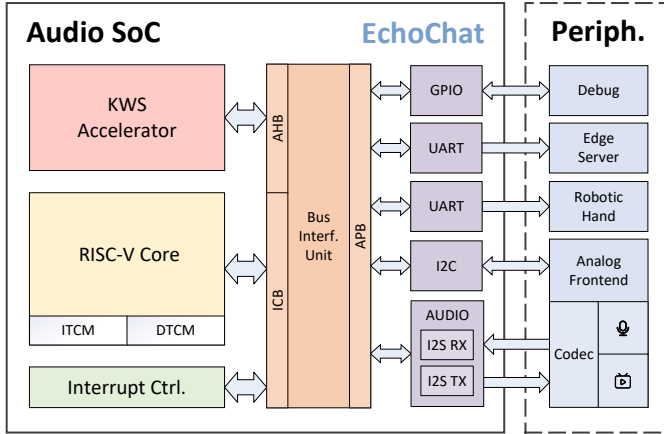 Audio SoC
EchoChat
Periph.
KWS
Accelerator
RISC-V Core
ITCM
DTCM
Interrupt Ctrl.
AHB
ICB
Bus
Interf.
Unit
APB
GPIO
UART
UART
I2C
AUDIO
I2S RX
I2S TX
Debug
Edge
Server
Robotic
Hand
Analog
Frontend
Codec